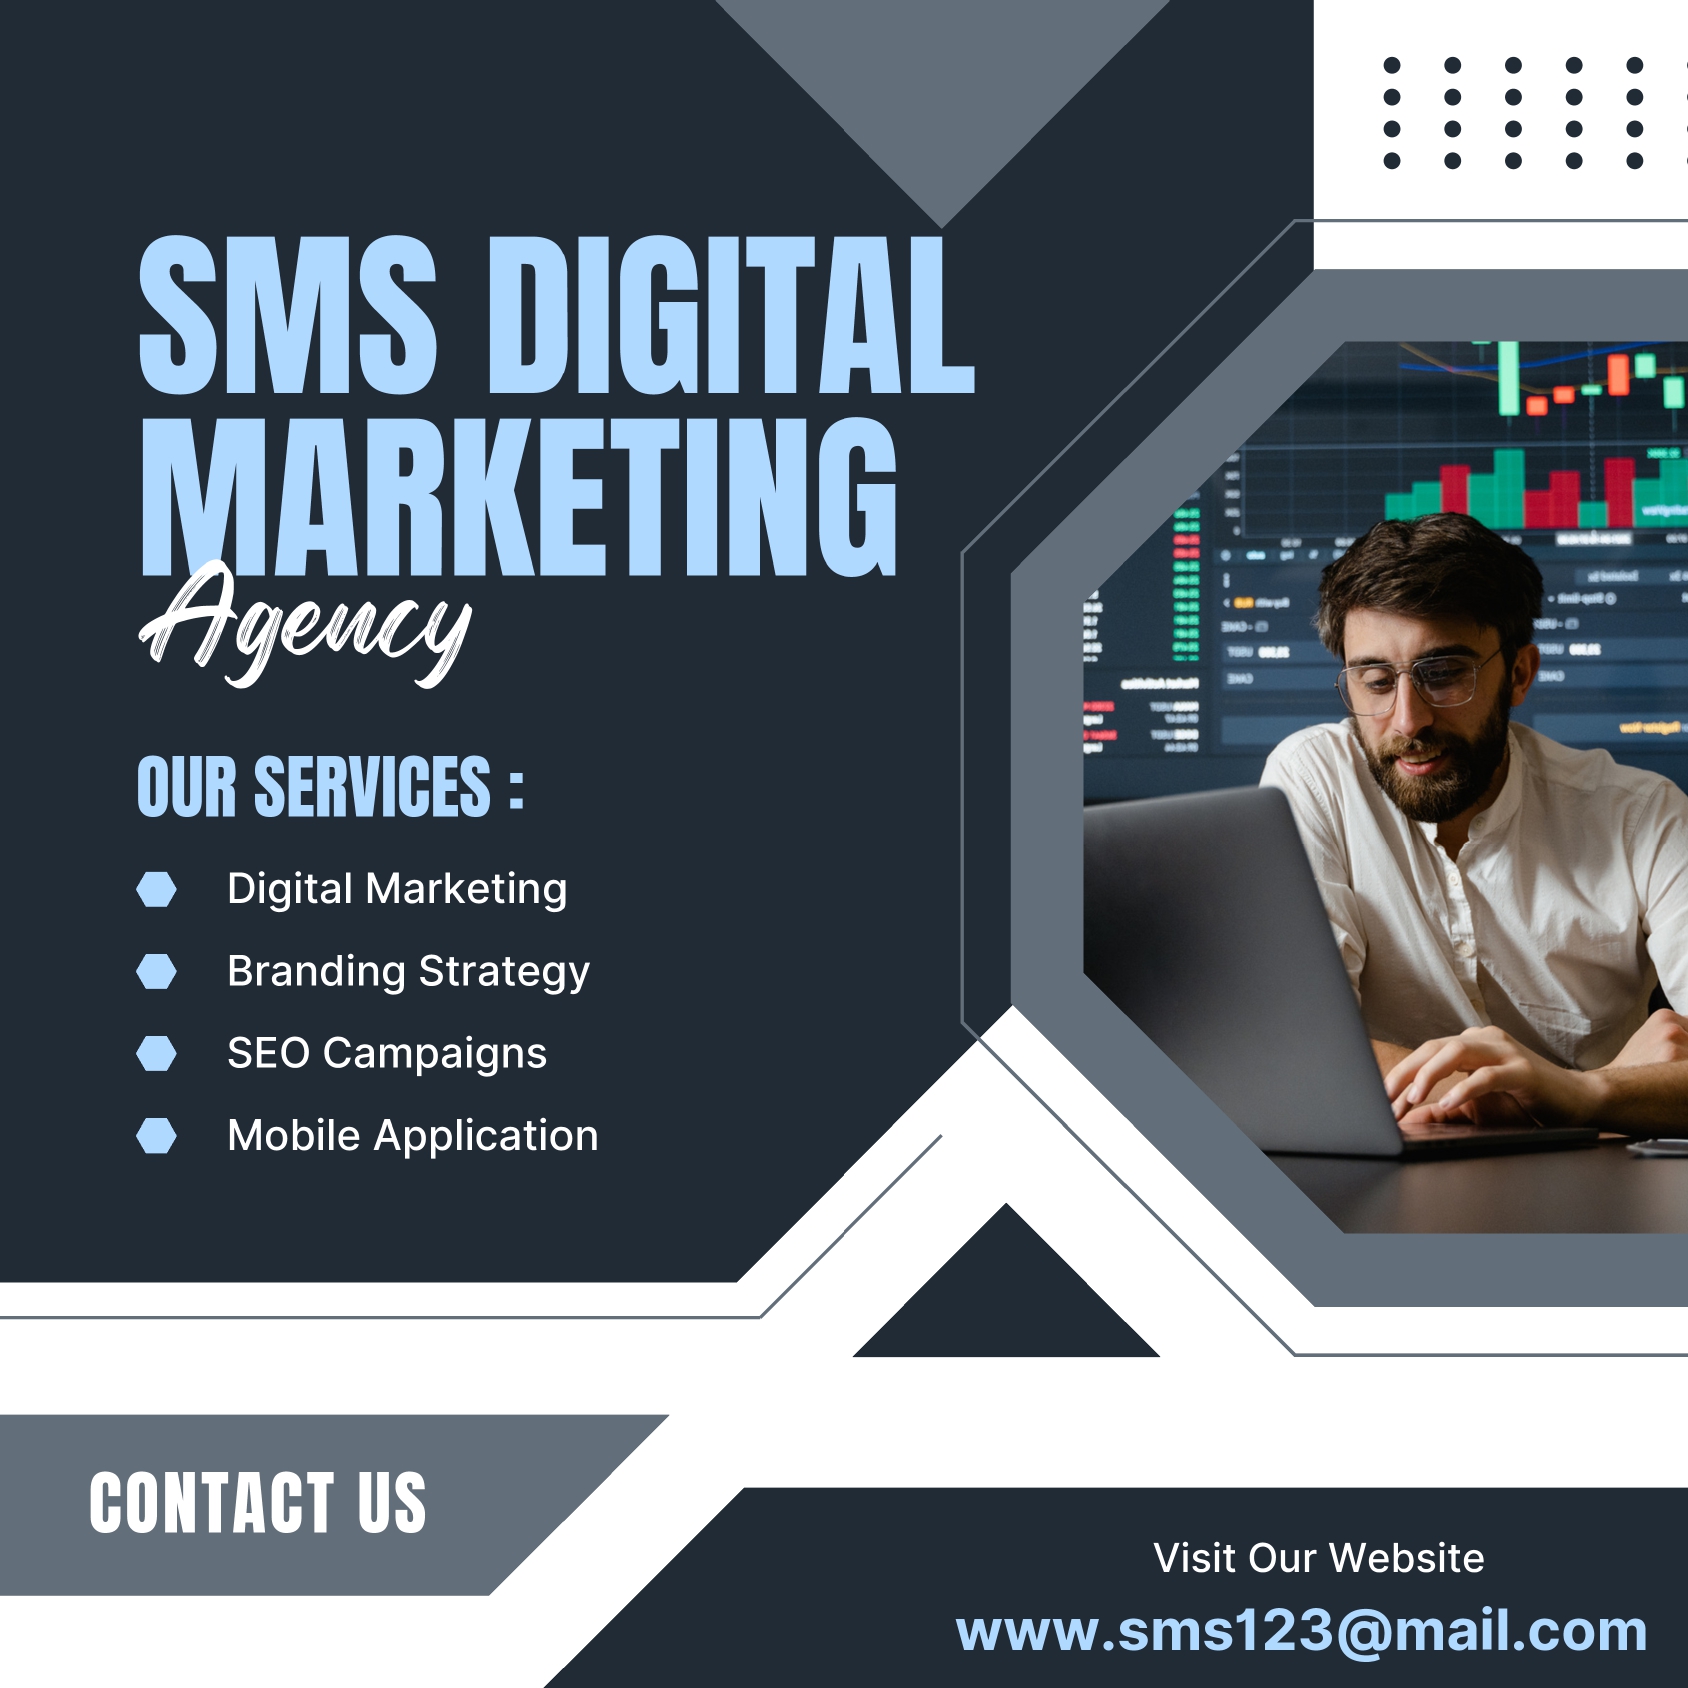 SMS DIGITAL
MARKETING
Agency
OUR SERVICES :
Digital Marketing
Branding Strategy
SEO Campaigns
Mobile Application
CONTACT US
Visit Our Website
www.sms123@mail.com